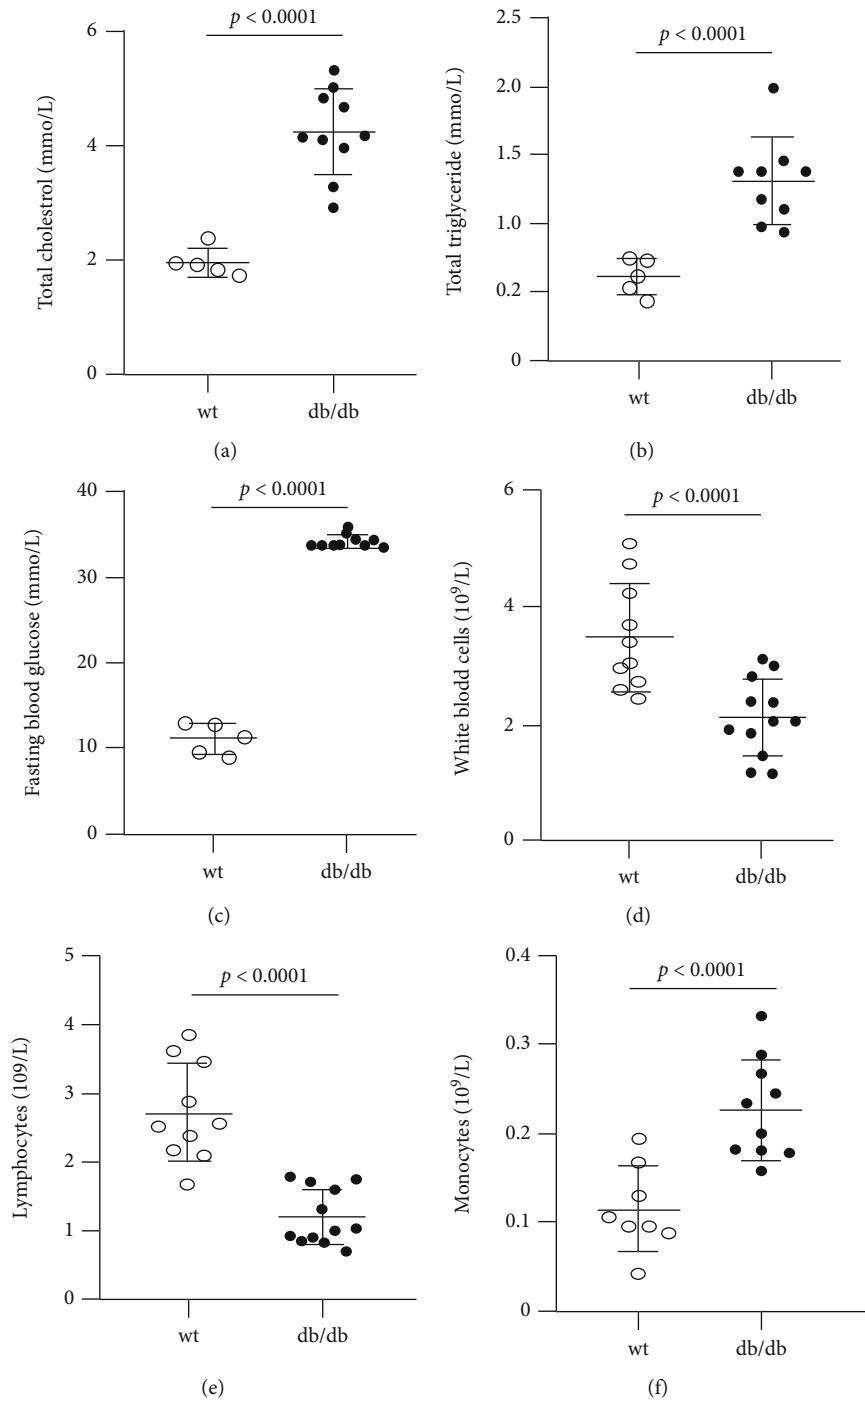 p < 0.0001
6
4
2
0
Total cholestrol (mmo/L)
wt
db/db
(a)
p < 0.0001
2.5
2.0
1.5
1.0
0.2
0
Total triglyceride (mmo/L)
wt
db/db
(b)
p < 0.0001
40
30
20
10
0
Fasting blood glucose (mmo/L)
wt
db/db
(c)
p < 0.0001
6
4
2
0
White blodd cells (10⁹/L)
wt
db/db
(d)
p < 0.0001
5
4
3
2
1
0
Lymphocytes (109/L)
wt
db/db
(e)
p < 0.0001
0.4
0.3
0.2
0.1
0
Monocytes (10⁹/L)
wt
db/db
(f)